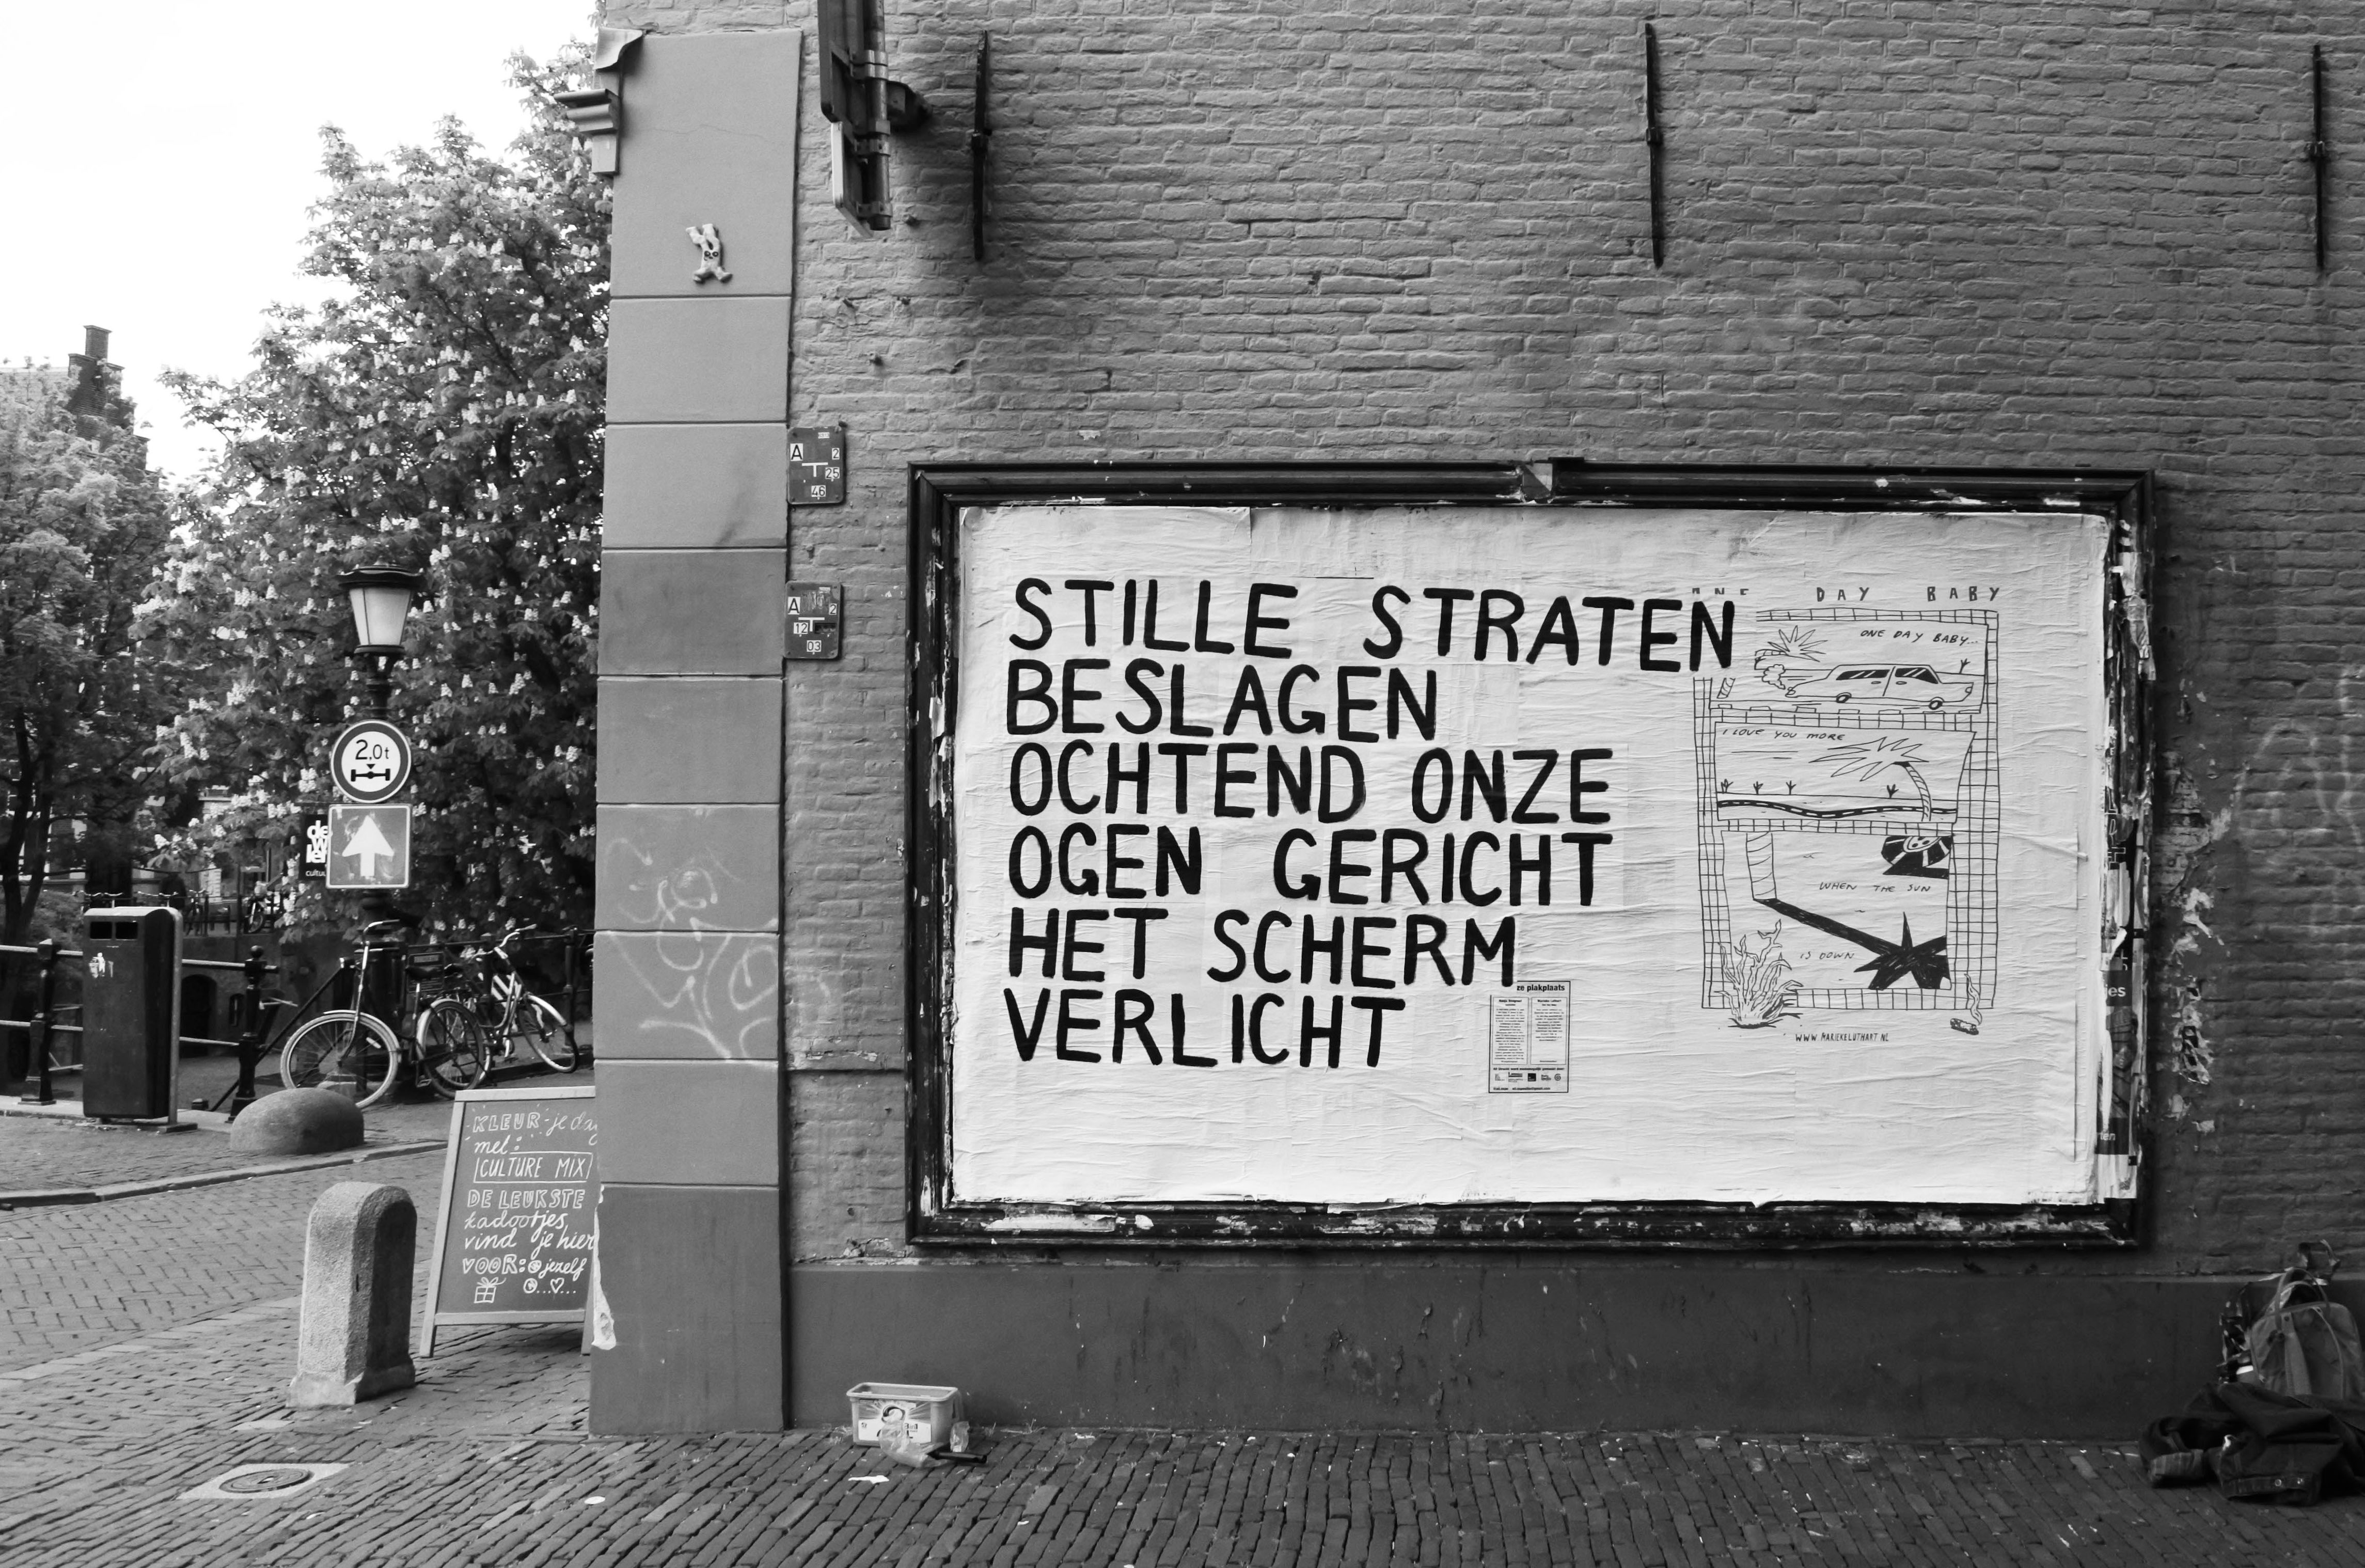 STILLE STRATEN
BESLAGEN
OCHTEND ONZE
OGEN GERICHT
HET SCHERM
VERLICHT
DAY BABY
ONE DAY BABY...
I LOVE YOU MORE
WHEN THE SUN
IS DOWN
WWW.MARIEKELUTHART.NL
ze plakplaats
A 2
25
46
A 2
12
03
2,0t
de
w
cultuu
KLEUR je dag
met:
CULTURE MIX
DE LEUKSTE
kadootjes
vind je hier
VOOR: jezelf